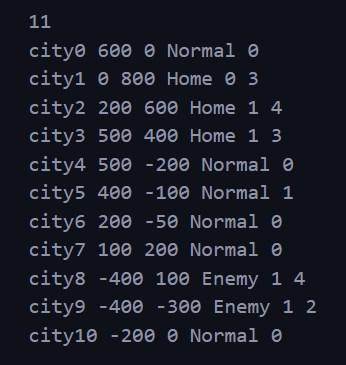 11
city0 600 0 Normal 0
city1 0 800 Home 0 3
city2 200 600 Home 1 4
city3 500 400 Home 1 3
city4 500 -200 Normal 0
city5 400 -100 Normal 1
city6 200 -50 Normal 0
city7 100 200 Normal 0
city8 -400 100 Enemy 1 4
city9 -400 -300 Enemy 1 2
city10 -200 0 Normal 0